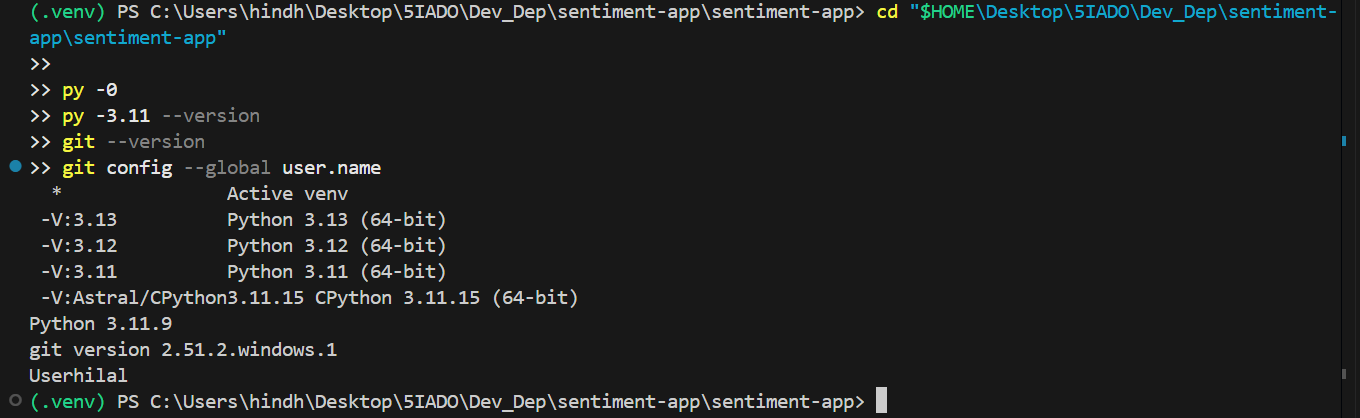 (.venv) PS C:\Users\hindh\Desktop\5IADO\Dev_Dep\sentiment-app\sentiment-app> cd "$HOME\Desktop\5IADO\Dev_Dep\sentiment-
app\sentiment-app"
>>
>> py -0
>> py -3.11 --version
>> git --version
>> git config --global user.name
  *               Active venv
 -V:3.13          Python 3.13 (64-bit)
 -V:3.12          Python 3.12 (64-bit)
 -V:3.11          Python 3.11 (64-bit)
 -V:Astral/CPython3.11.15 CPython 3.11.15 (64-bit)
Python 3.11.9
git version 2.51.2.windows.1
Userhilal
(.venv) PS C:\Users\hindh\Desktop\5IADO\Dev_Dep\sentiment-app\sentiment-app>